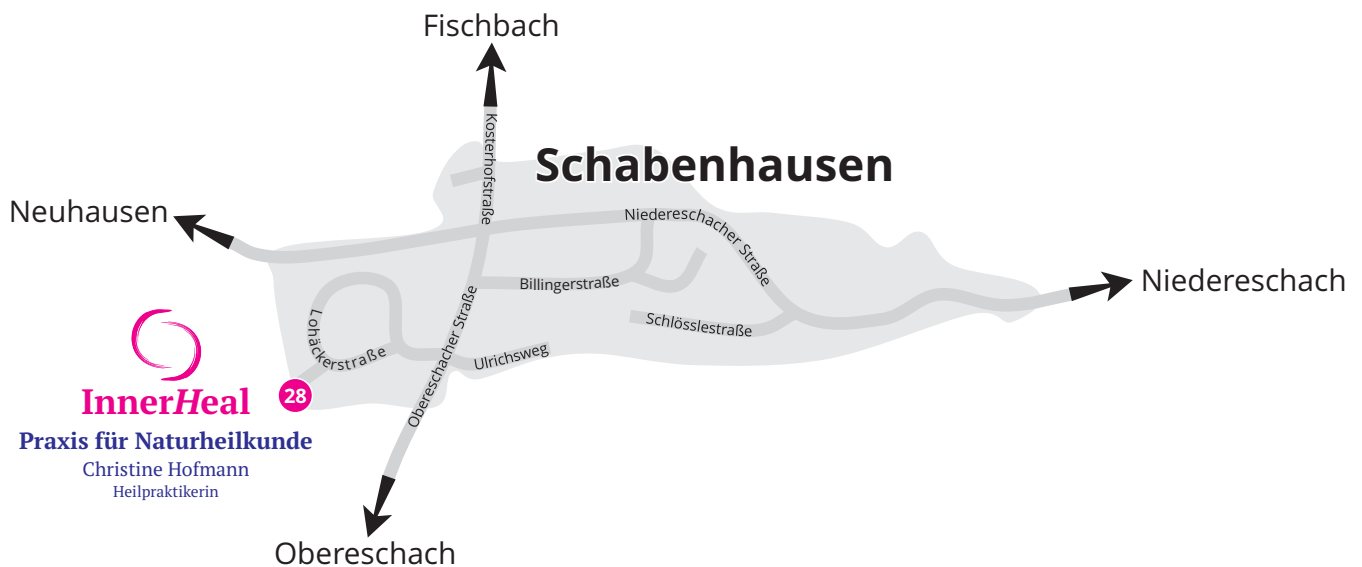 Fischbach
Kosterhofstraße
Schabenhausen
Neuhausen
Niedereschacher Straße
Billingerstraße
Niedereschach
Obereschacher Straße
Lohäckerstraße
Schlösslestraße
Ulrichsweg
28
InnerHeal
Praxis für Naturheilkunde
Christine Hofmann
Heilpraktikerin
Obereschach